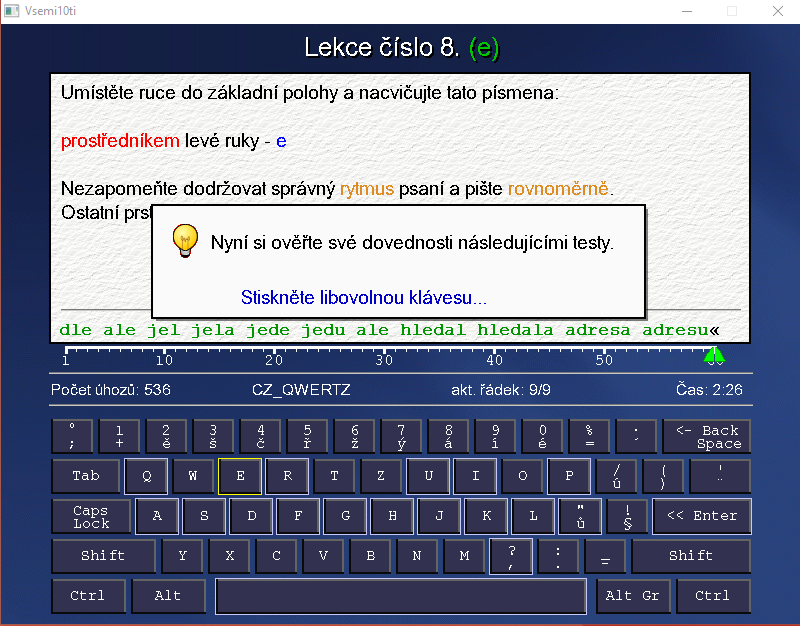 Vsemi10ti
Lekce číslo 8. (e)
Umístěte ruce do základní polohy a nacvičujte tato písmena:
prostředníkem levé ruky - e
Nezapomeňte dodržovat správný rytmus psaní a pište rovnoměrně.
Ostatní prst
Nyní si ověřte své dovednosti následujícími testy.
Stiskněte libovolnou klávesu...
dle ale jel jela jede jedu ale hledal hledala adresa adresu«
1 10 20 30 40 50 60
Počet úhozů: 536 CZ_QWERTZ akt. řádek: 9/9 Čas: 2:26
° 1 2 3 4 5 6 7 8 9 0 % ˇ <- Back
; + ě š č ř ž ý á í é = ´ Space
Tab Q W E R T Z U I O P / ( '
ú ) ¨
Caps A S D F G H J K L " ! << Enter
Lock ů §
Shift Y X C V B N M ? : _ Shift
, . –
Ctrl Alt Alt Gr Ctrl